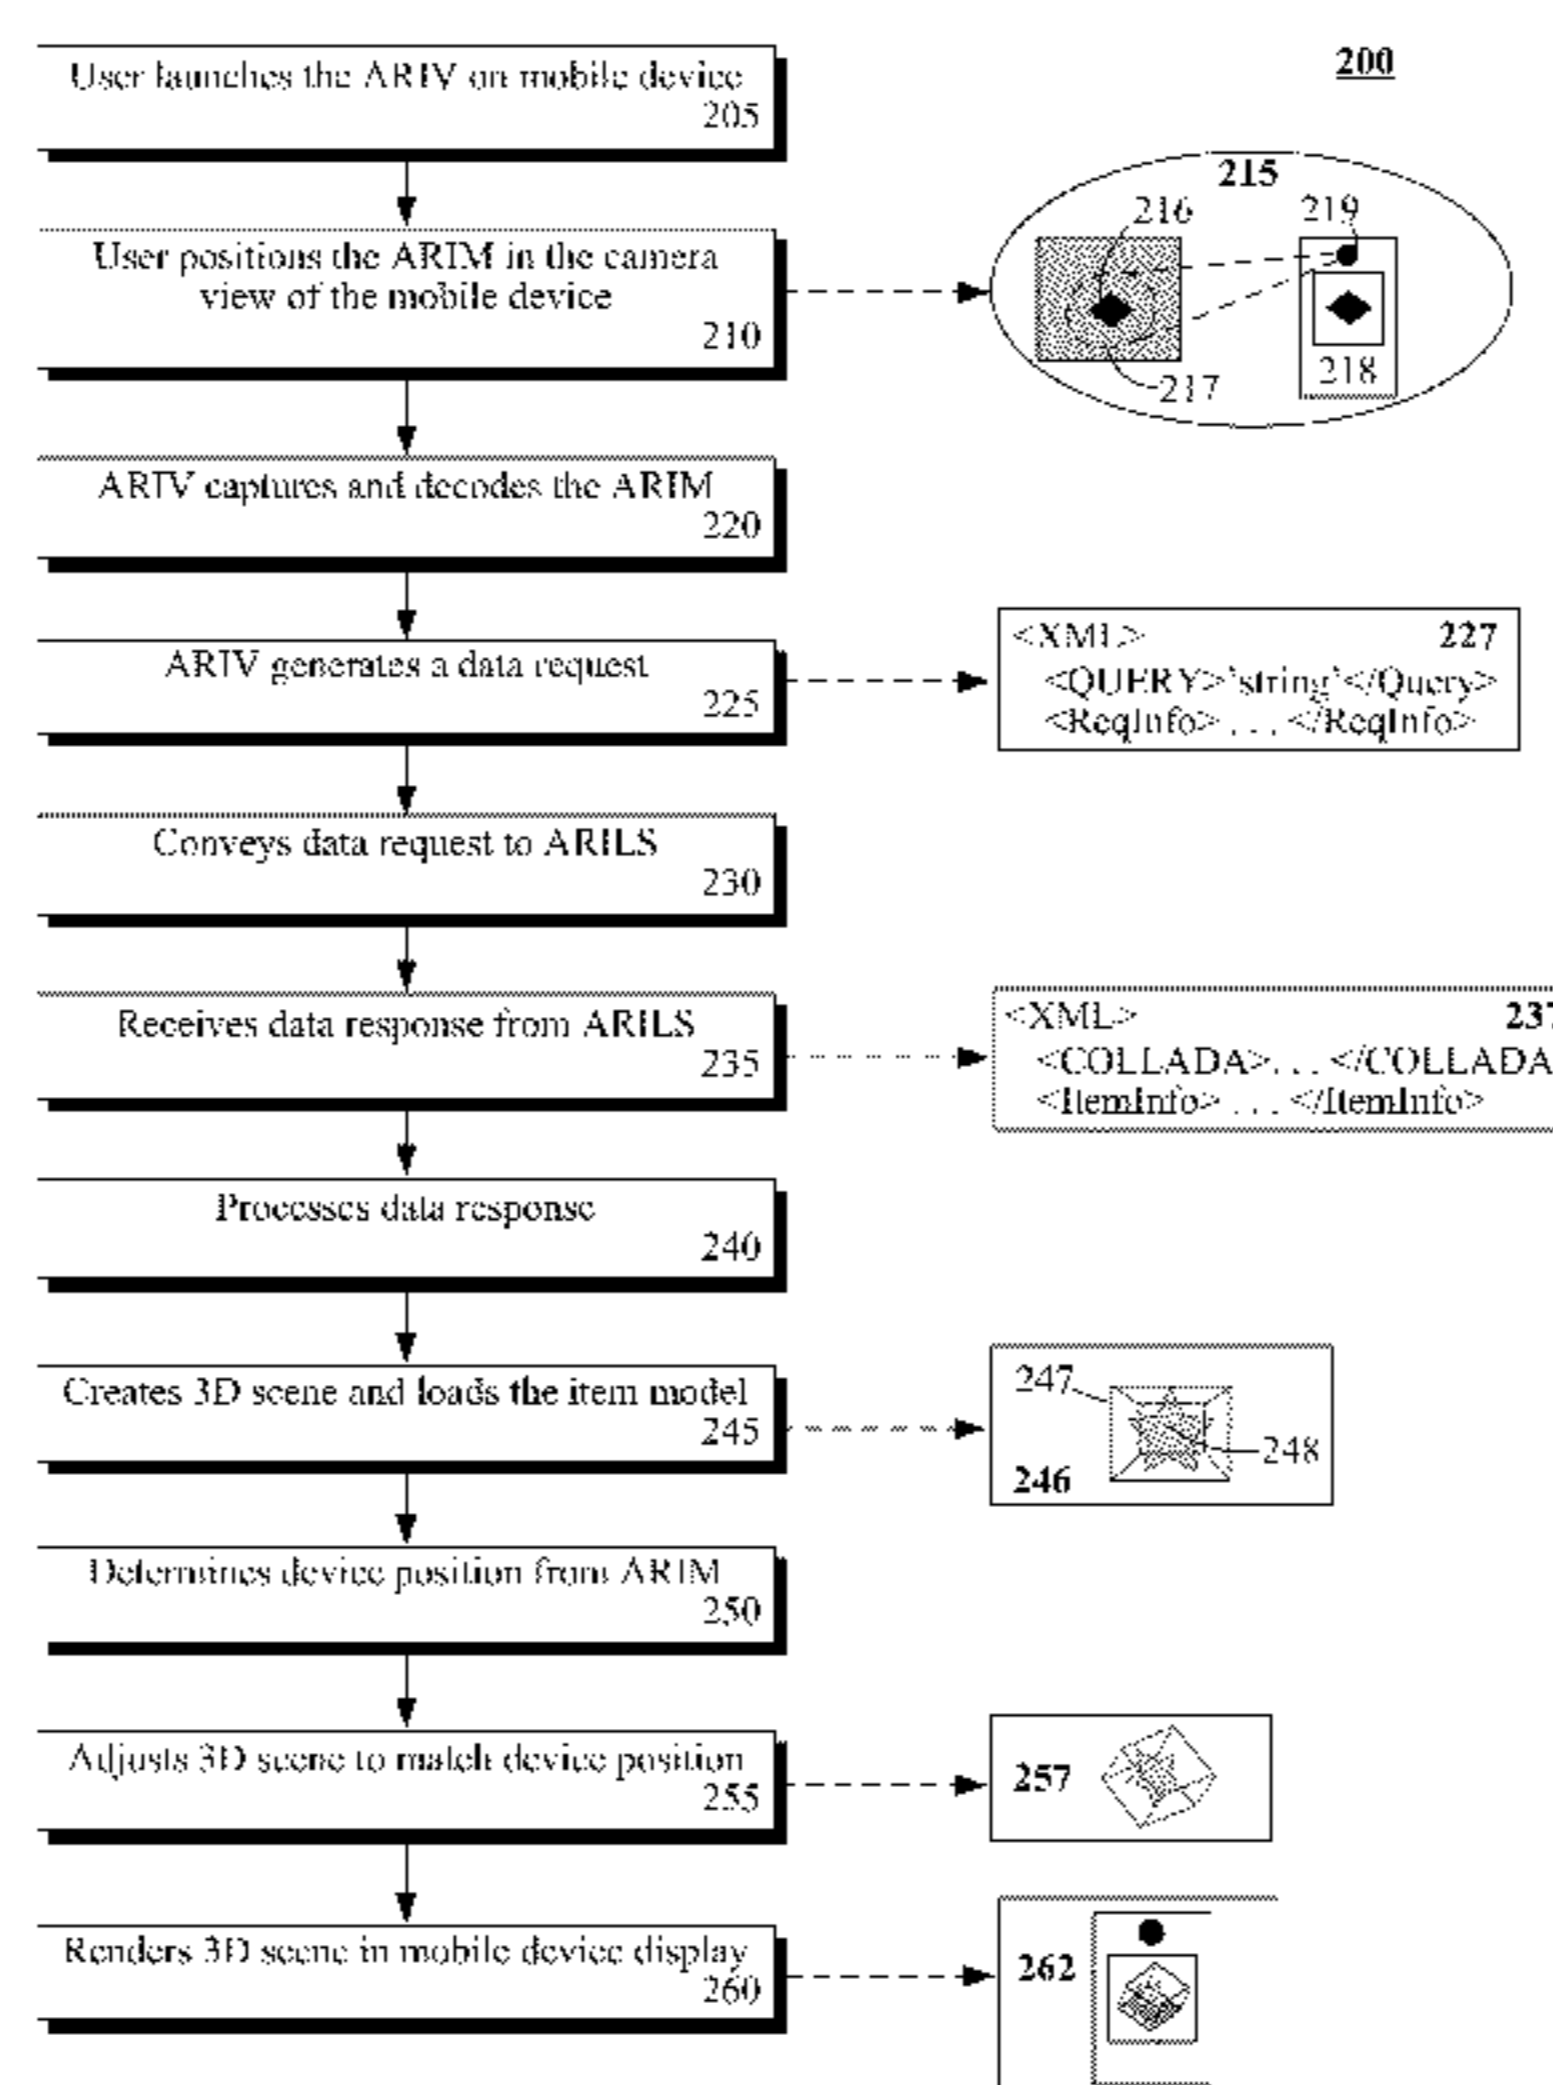 200
User launches the ARIV on mobile device
205
User positions the ARIM in the camera
view of the mobile device
210
215
216
219
217
218
ARIV captures and decodes the ARIM
220
ARIV generates a data request
225
<XML> 227
<QUERY>'string'</Query>
<ReqInfo> . . . </ReqInfo>
Conveys data request to ARILS
230
Receives data response from ARILS
235
<XML> 237
<COLLADA>. . . </COLLADA
<ItemInfo> . . . </ItemInfo>
Processes data response
240
Creates 3D scene and loads the item model
245
247
248
246
Determines device position from ARIM
250
Adjusts 3D scene to match device position
255
257
Renders 3D scene in mobile device display
260
262